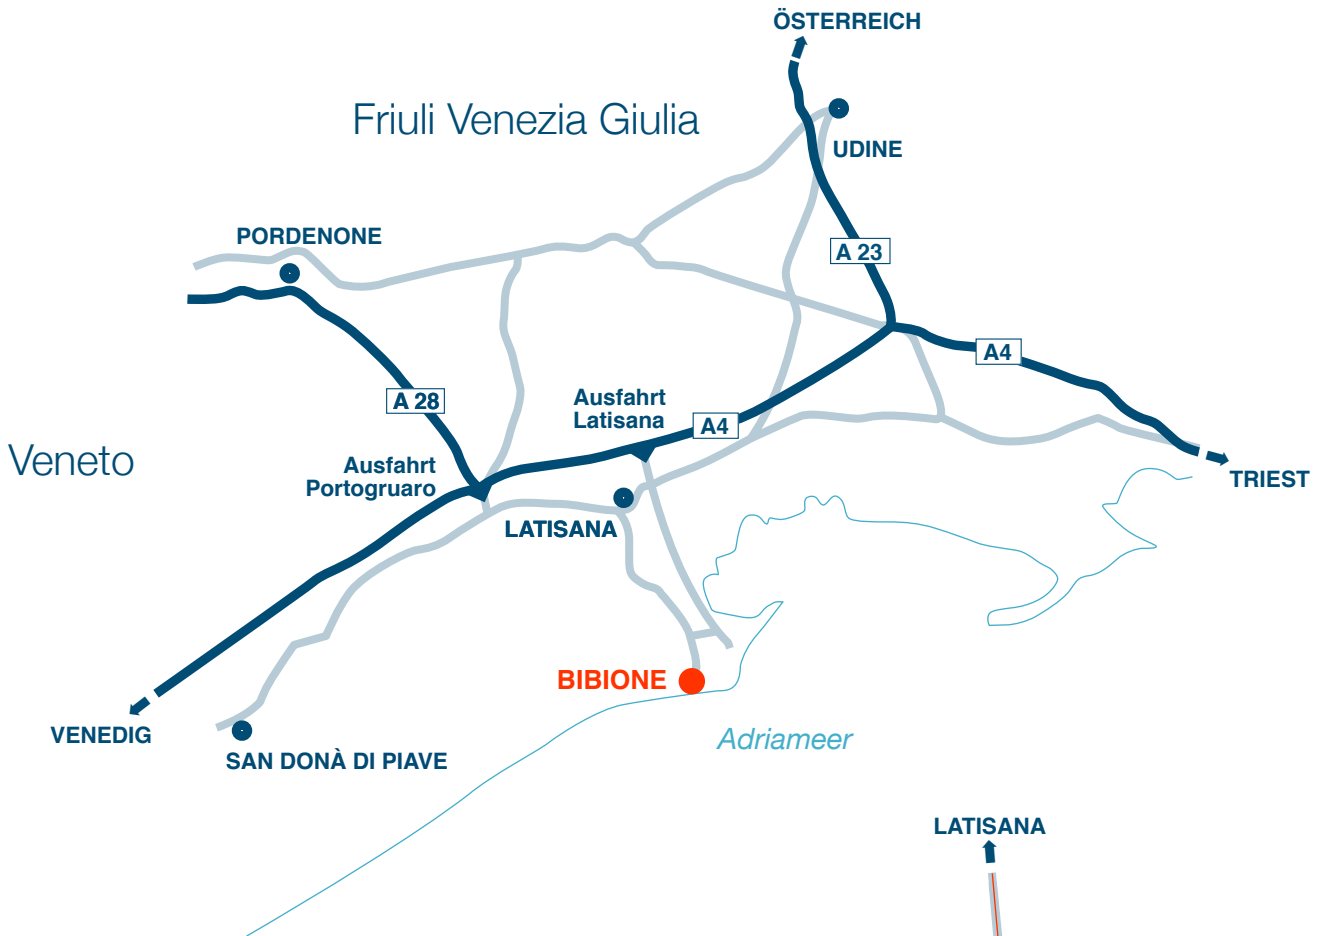 ÖSTERREICH
Friuli Venezia Giulia
UDINE
PORDENONE
A 23
A4
Ausfahrt
Latisana
A 28
A4
Veneto
Ausfahrt
Portogruaro
TRIEST
LATISANA
BIBIONE
VENEDIG
Adriameer
SAN DONÀ DI PIAVE
LATISANA